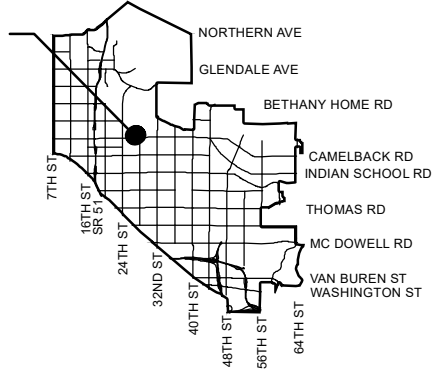 NORTHERN AVE
GLENDALE AVE
BETHANY HOME RD
CAMELBACK RD
INDIAN SCHOOL RD
THOMAS RD
MC DOWELL RD
VAN BUREN ST
WASHINGTON ST
7TH ST
16TH ST
SR 51
24TH ST
32ND ST
40TH ST
48TH ST
56TH ST
64TH ST